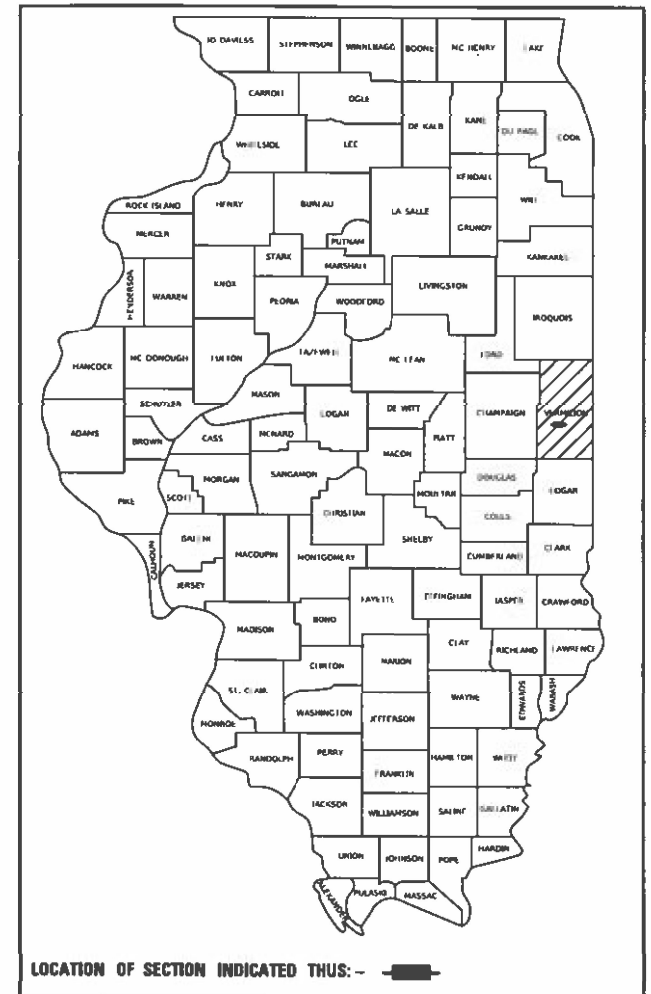 JO DAVIESS STEPHENSON WINNEBAGO BOONE MC HENRY LAKE
CARROLL OGLE
DE KALB KANE DU PAGE COOK
WHITESIDE LEE
KENDALL WILL
ROCK ISLAND HENRY BUREAU LA SALLE
MERCER PUTNAM GRUNDY
STARK MARSHALL KANKAKEE
HENDERSON WARREN KNOX PEORIA WOODFORD LIVINGSTON
IROQUOIS
HANCOCK MC DONOUGH FULTON TAZEWELL MC LEAN FORD
MASON
SCHUYLER LOGAN DE WITT CHAMPAIGN VERMILION
ADAMS BROWN CASS MENARD MACON PIATT
PIKE SCOTT MORGAN SANGAMON MOULTRIE DOUGLAS EDGAR
CHRISTIAN COLES
CALHOUN GREENE MACOUPIN MONTGOMERY SHELBY CUMBERLAND CLARK
JERSEY FAYETTE EFFINGHAM JASPER CRAWFORD
MADISON BOND
CLAY RICHLAND LAWRENCE
CLINTON MARION
ST. CLAIR WAYNE EDWARDS WABASH
MONROE WASHINGTON JEFFERSON
RANDOLPH PERRY HAMILTON WHITE
FRANKLIN
JACKSON WILLIAMSON SALINE GALLATIN
UNION JOHNSON POPE HARDIN
ALEXANDER PULASKI MASSAC
LOCATION OF SECTION INDICATED THUS: –